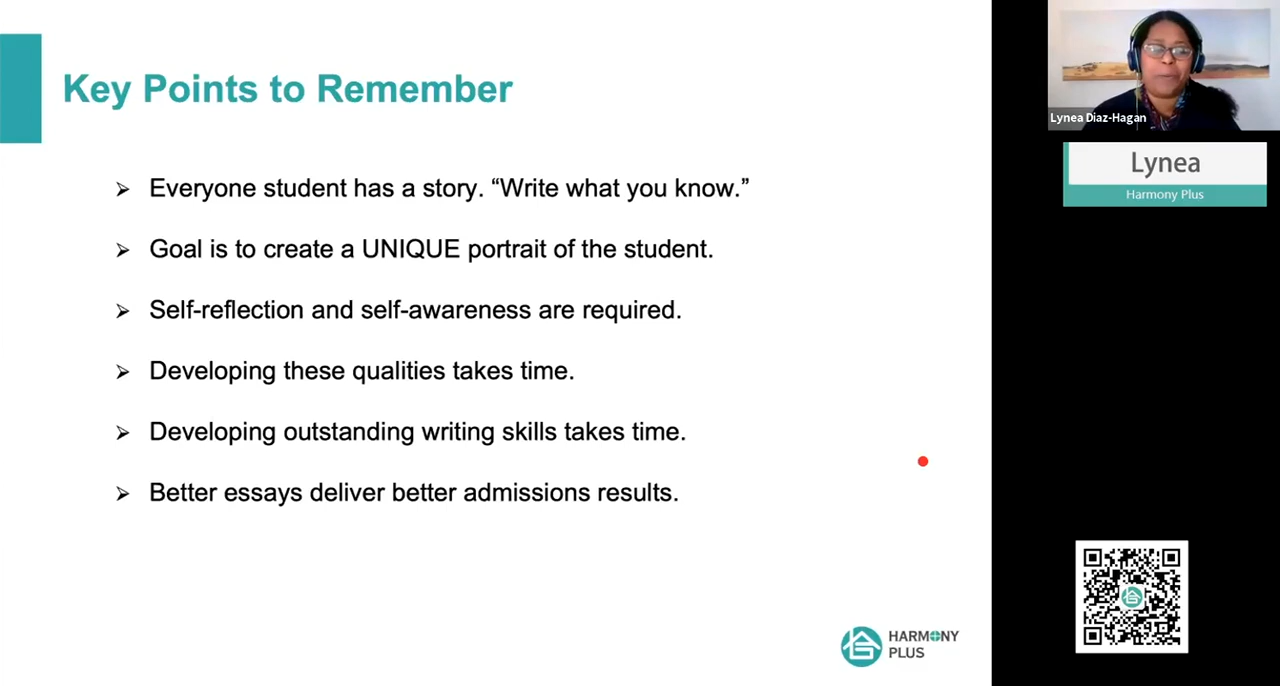 Key Points to Remember
➢ Everyone student has a story. “Write what you know.”
➢ Goal is to create a UNIQUE portrait of the student.
➢ Self-reflection and self-awareness are required.
➢ Developing these qualities takes time.
➢ Developing outstanding writing skills takes time.
➢ Better essays deliver better admissions results.
HARMONY
PLUS
Lynea Diaz-Hagan
Lynea
Harmony Plus